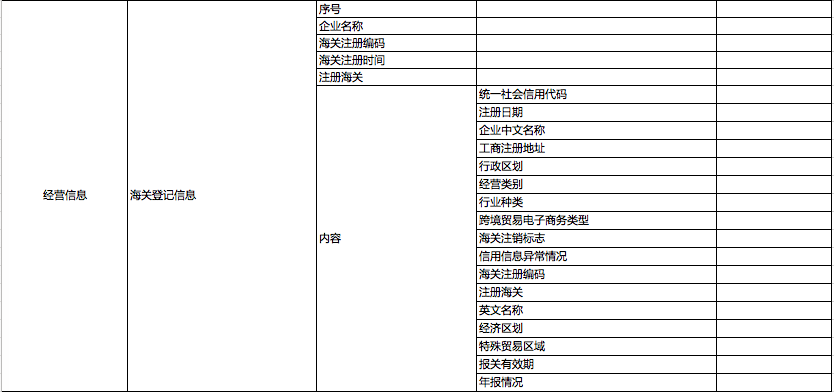 序号
企业名称
海关注册编码
海关注册时间
注册海关
统一社会信用代码
注册日期
企业中文名称
工商注册地址
行政区划
经营类别
经营信息
海关登记信息
行业种类
跨境贸易电子商务类型
内容
海关注销标志
信用信息异常情况
海关注册编码
注册海关
英文名称
经济区划
特殊贸易区域
报关有效期
年报情况